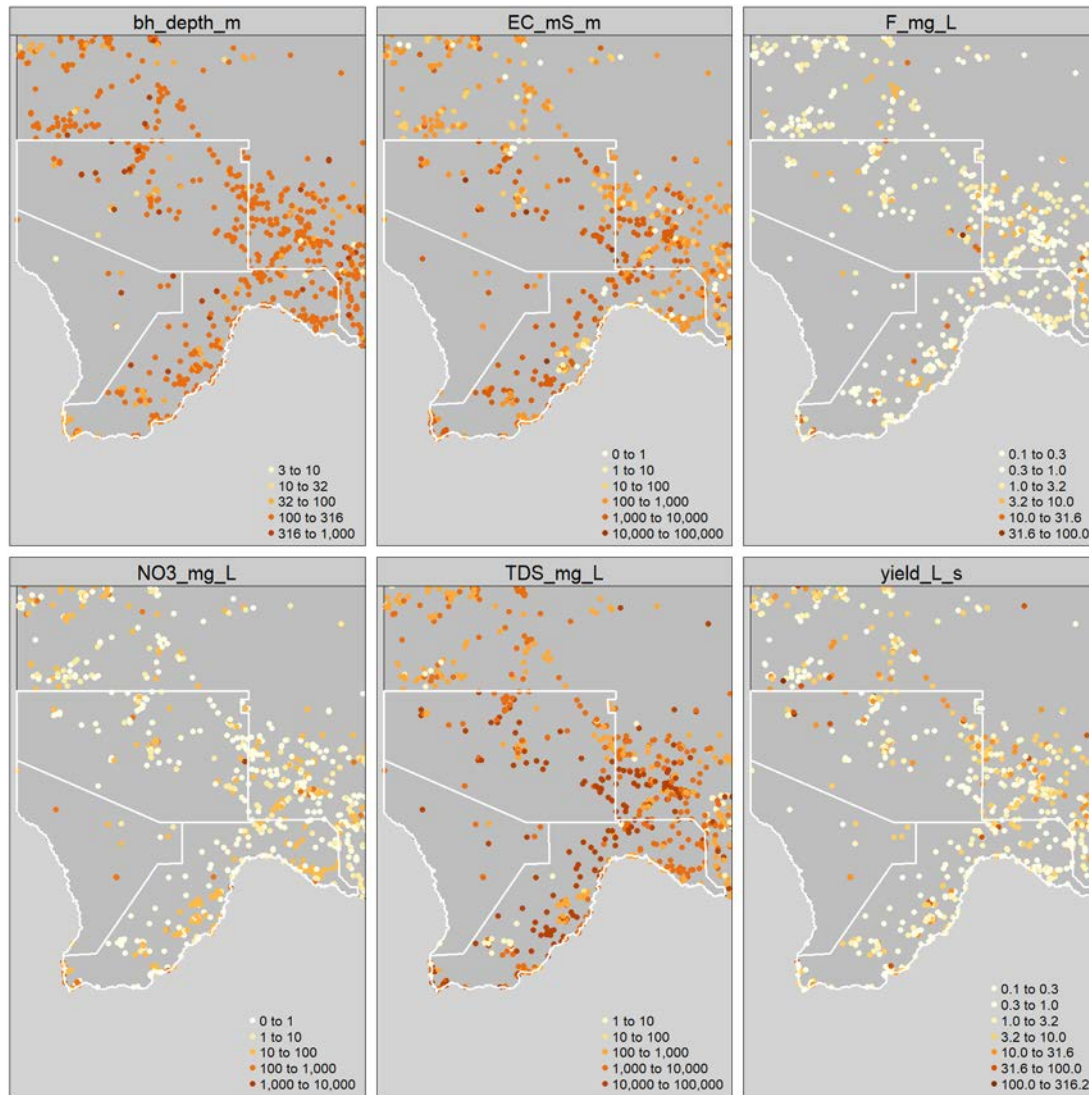 bh_depth_m
3 to 10
10 to 32
32 to 100
100 to 316
316 to 1,000
EC_mS_m
0 to 1
1 to 10
10 to 100
100 to 1,000
1,000 to 10,000
10,000 to 100,000
F_mg_L
0.1 to 0.3
0.3 to 1.0
1.0 to 3.2
3.2 to 10.0
10.0 to 31.6
31.6 to 100.0
NO3_mg_L
0 to 1
1 to 10
10 to 100
100 to 1,000
1,000 to 10,000
TDS_mg_L
1 to 10
10 to 100
100 to 1,000
1,000 to 10,000
10,000 to 100,000
yield_L_s
0.1 to 0.3
0.3 to 1.0
1.0 to 3.2
3.2 to 10.0
10.0 to 31.6
31.6 to 100.0
100.0 to 316.2